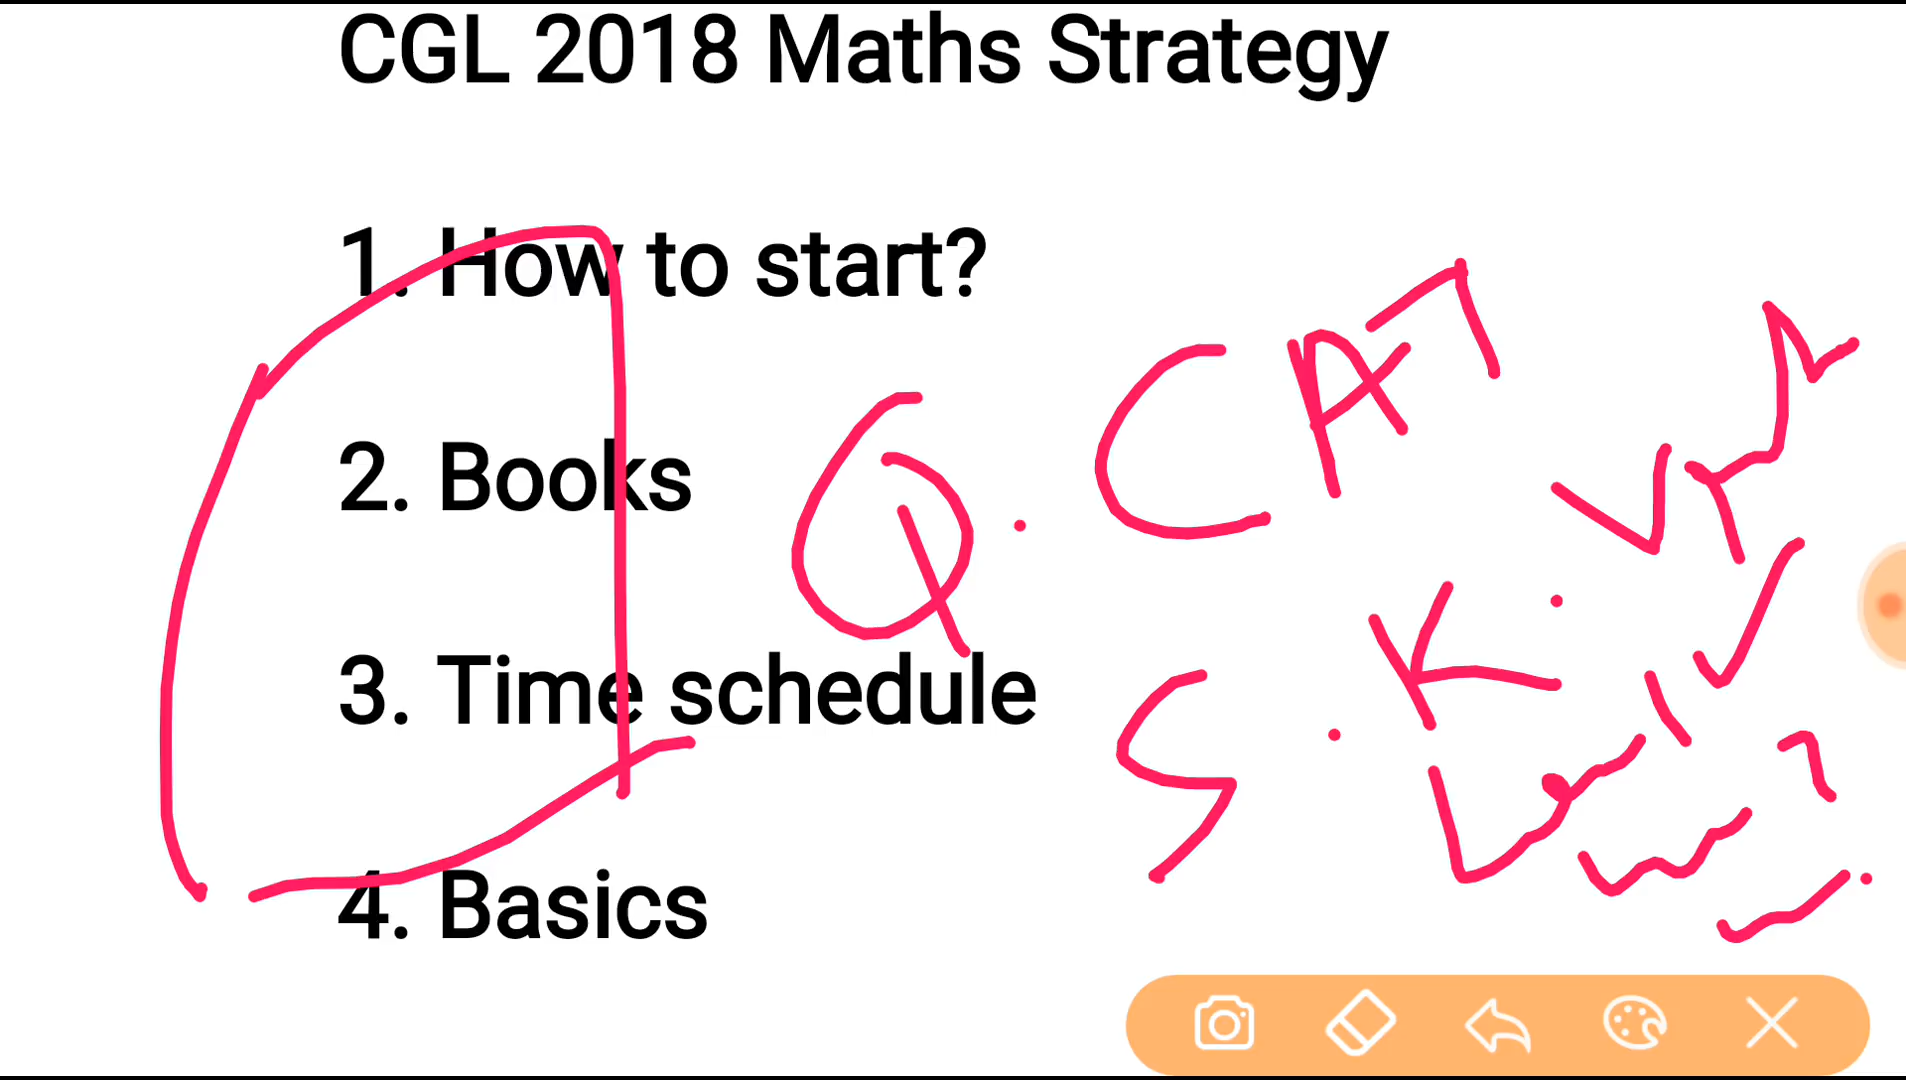 CGL 2018 Maths Strategy
1. How to start?
2. Books
Q. CAT
3. Time schedule
S. K.
4. Basics